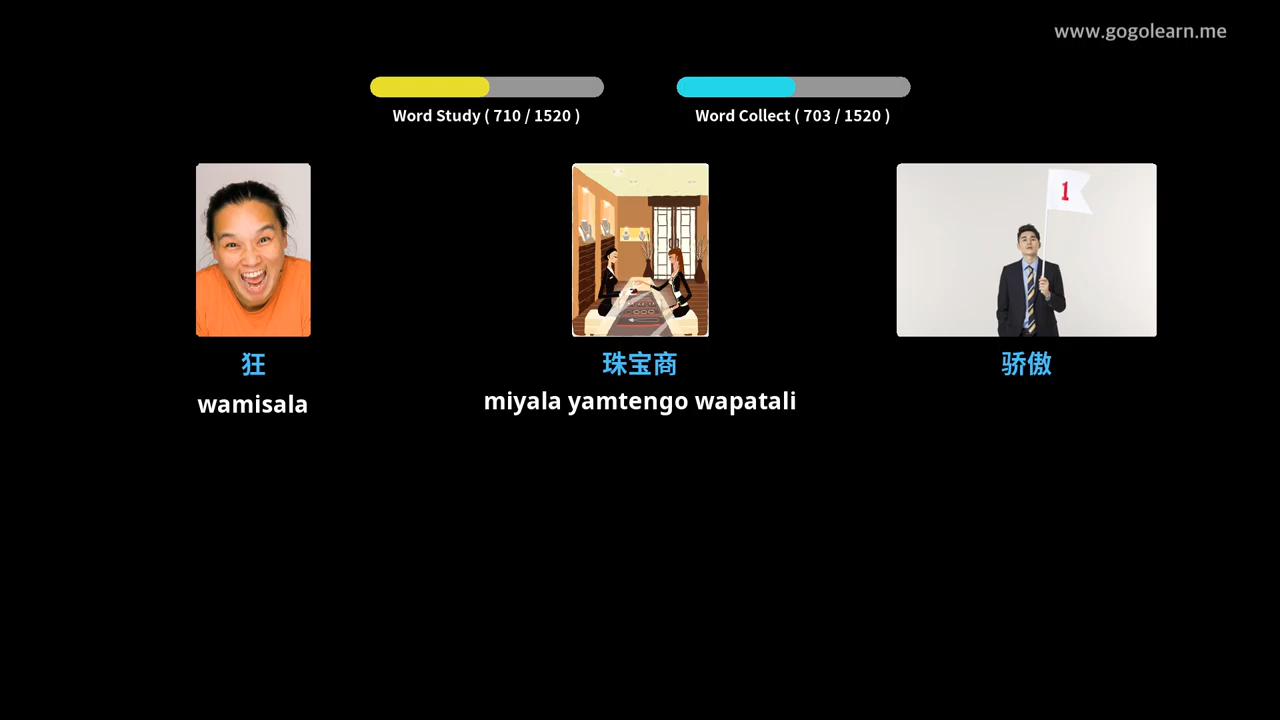 www.gogolearn.me
Word Study ( 710 / 1520 )
Word Collect ( 703 / 1520 )
1
狂
珠宝商
骄傲
wamisala
miyala yamtengo wapatali